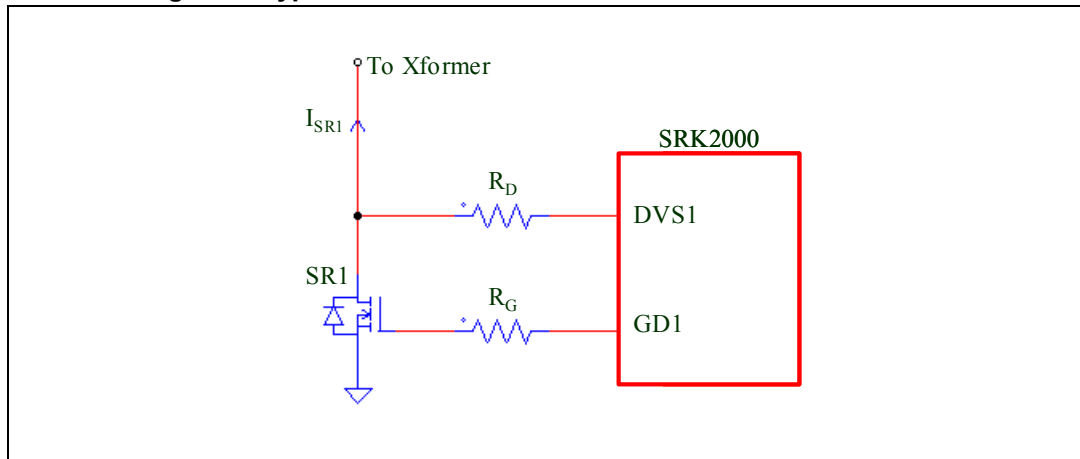 To Xformer
I_SR1
SRK2000
R_D
DVS1
SR1
R_G
GD1